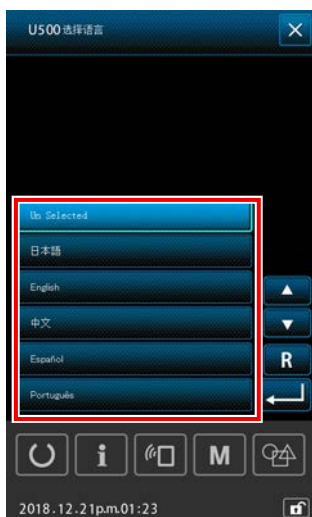 U500 选择语言
Un Selected
日本語
English
中文
Español
Português
R
i
M
2018.12.21p.m.01:23